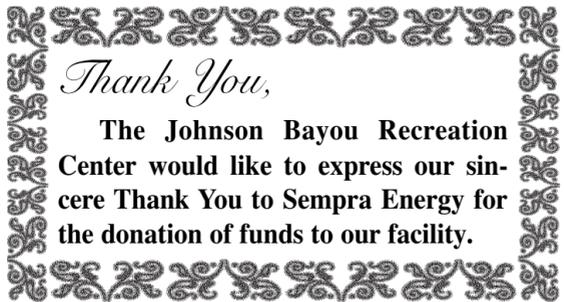 Thank You,
The Johnson Bayou Recreation
Center would like to express our sin-
cere Thank You to Sempra Energy for
the donation of funds to our facility.